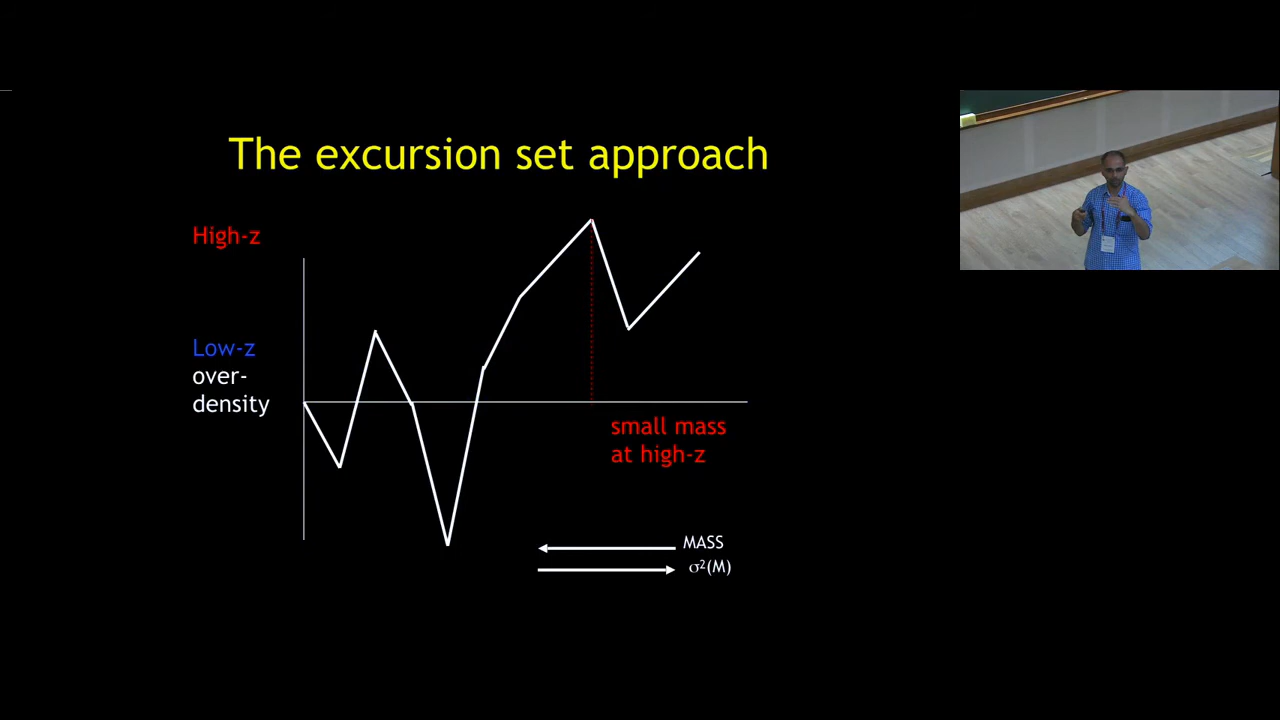 The excursion set approach
High-z
Low-z
over-
density
small mass
at high-z
MASS
σ²(M)